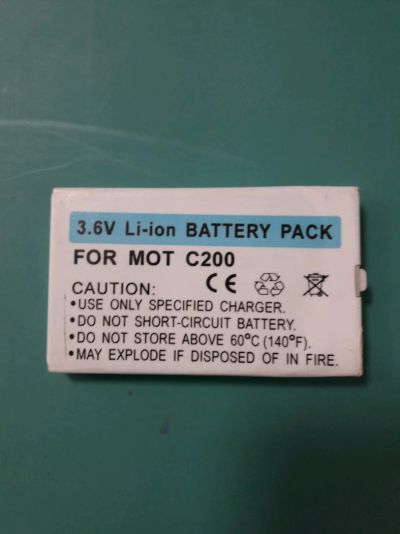 3.6V Li-ion BATTERY PACK
FOR MOT C200
CE
CAUTION:
•USE ONLY SPECIFIED CHARGER.
•DO NOT SHORT-CIRCUIT BATTERY.
•DO NOT STORE ABOVE 60°C (140°F).
•MAY EXPLODE IF DISPOSED OF IN FIRE.